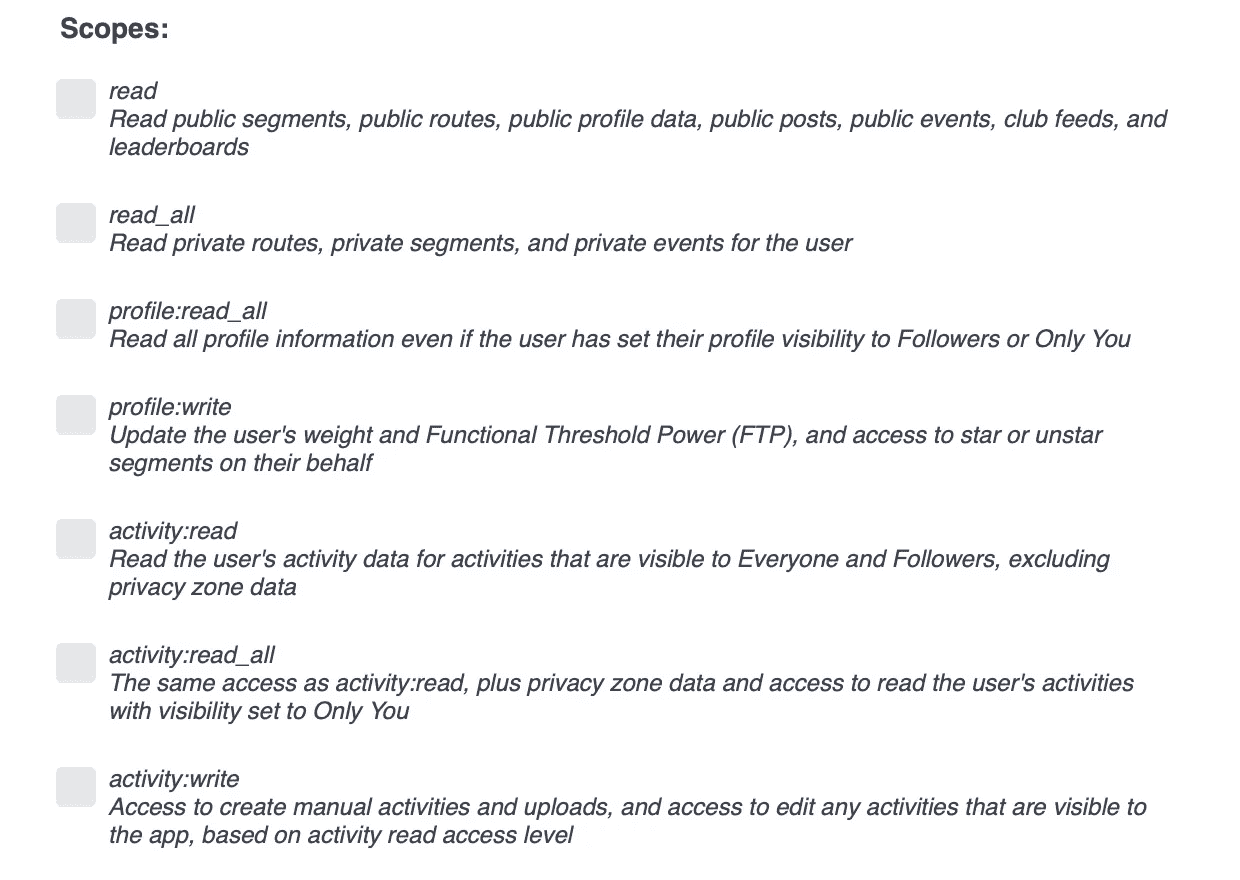 Scopes:
read
Read public segments, public routes, public profile data, public posts, public events, club feeds, and
leaderboards
read_all
Read private routes, private segments, and private events for the user
profile:read_all
Read all profile information even if the user has set their profile visibility to Followers or Only You
profile:write
Update the user's weight and Functional Threshold Power (FTP), and access to star or unstar
segments on their behalf
activity:read
Read the user's activity data for activities that are visible to Everyone and Followers, excluding
privacy zone data
activity:read_all
The same access as activity:read, plus privacy zone data and access to read the user's activities
with visibility set to Only You
activity:write
Access to create manual activities and uploads, and access to edit any activities that are visible to
the app, based on activity read access level